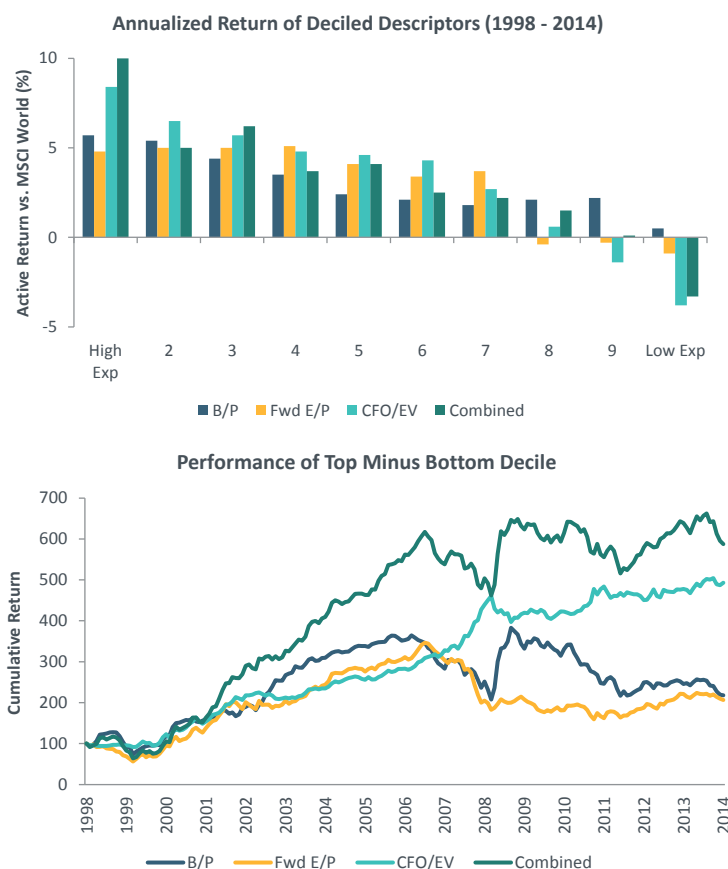 Annualized Return of Deciled Descriptors (1998 - 2014)
Active Return vs. MSCI World (%)
10
5
0
-5
High Exp 2 3 4 5 6 7 8 9 Low Exp
B/P Fwd E/P CFO/EV Combined
Performance of Top Minus Bottom Decile
Cumulative Return
700
600
500
400
300
200
100
0
1998 1999 2000 2001 2002 2003 2004 2005 2006 2007 2008 2009 2010 2011 2012 2013 2014
B/P Fwd E/P CFO/EV Combined